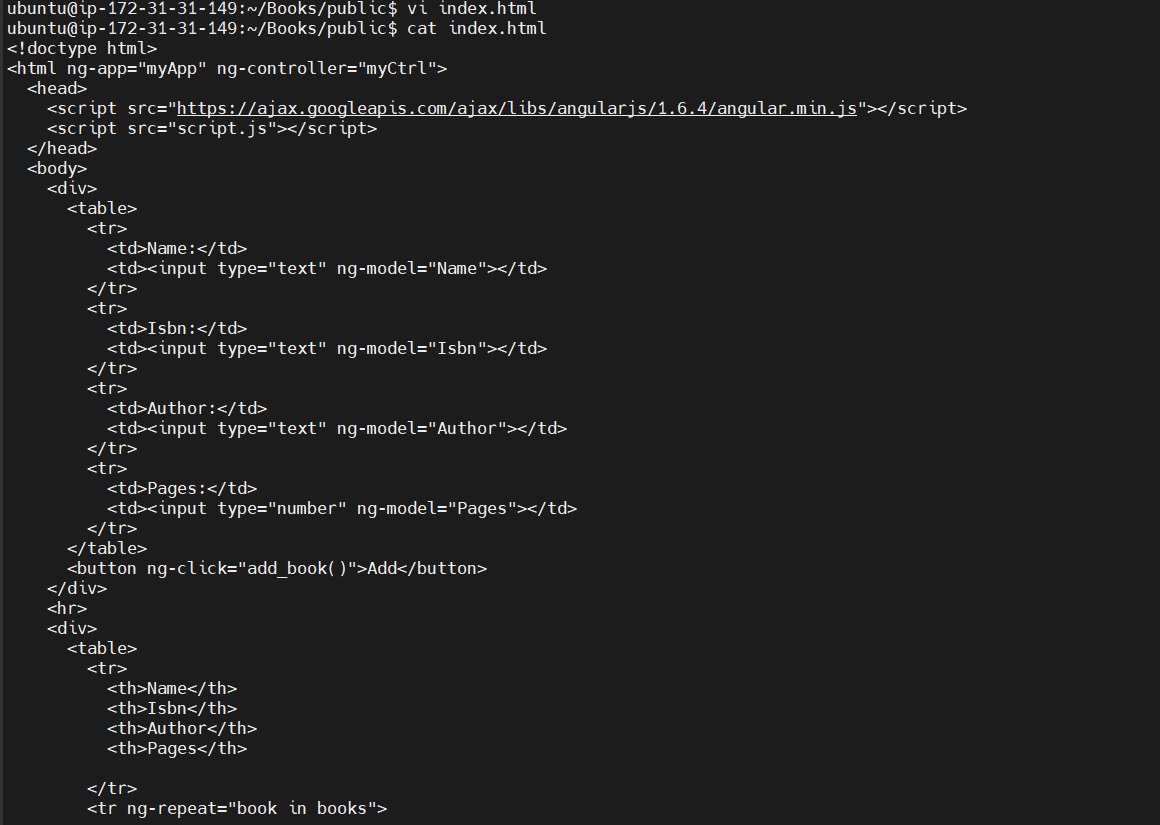 ubuntu@ip-172-31-31-149:~/Books/public$ vi index.html
ubuntu@ip-172-31-31-149:~/Books/public$ cat index.html
<!doctype html>
<html ng-app="myApp" ng-controller="myCtrl">
  <head>
    <script src="https://ajax.googleapis.com/ajax/libs/angularjs/1.6.4/angular.min.js"></script>
    <script src="script.js"></script>
  </head>
  <body>
    <div>
      <table>
        <tr>
          <td>Name:</td>
          <td><input type="text" ng-model="Name"></td>
        </tr>
        <tr>
          <td>Isbn:</td>
          <td><input type="text" ng-model="Isbn"></td>
        </tr>
        <tr>
          <td>Author:</td>
          <td><input type="text" ng-model="Author"></td>
        </tr>
        <tr>
          <td>Pages:</td>
          <td><input type="number" ng-model="Pages"></td>
        </tr>
      </table>
      <button ng-click="add_book()">Add</button>
    </div>
    <hr>
    <div>
      <table>
        <tr>
          <th>Name</th>
          <th>Isbn</th>
          <th>Author</th>
          <th>Pages</th>

        </tr>
        <tr ng-repeat="book in books">